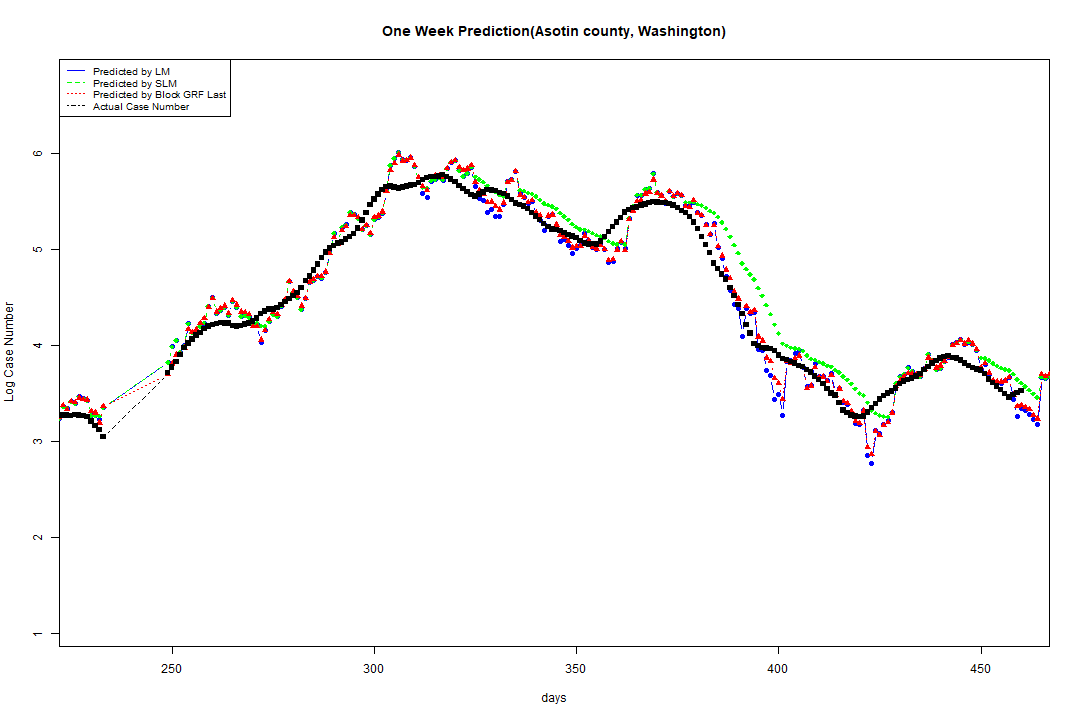 One Week Prediction(Asotin county, Washington)
Predicted by LM
Predicted by SLM
Predicted by Block GRF Last
Actual Case Number
6
5
4
3
2
1
Log Case Number
250 300 350 400 450
days